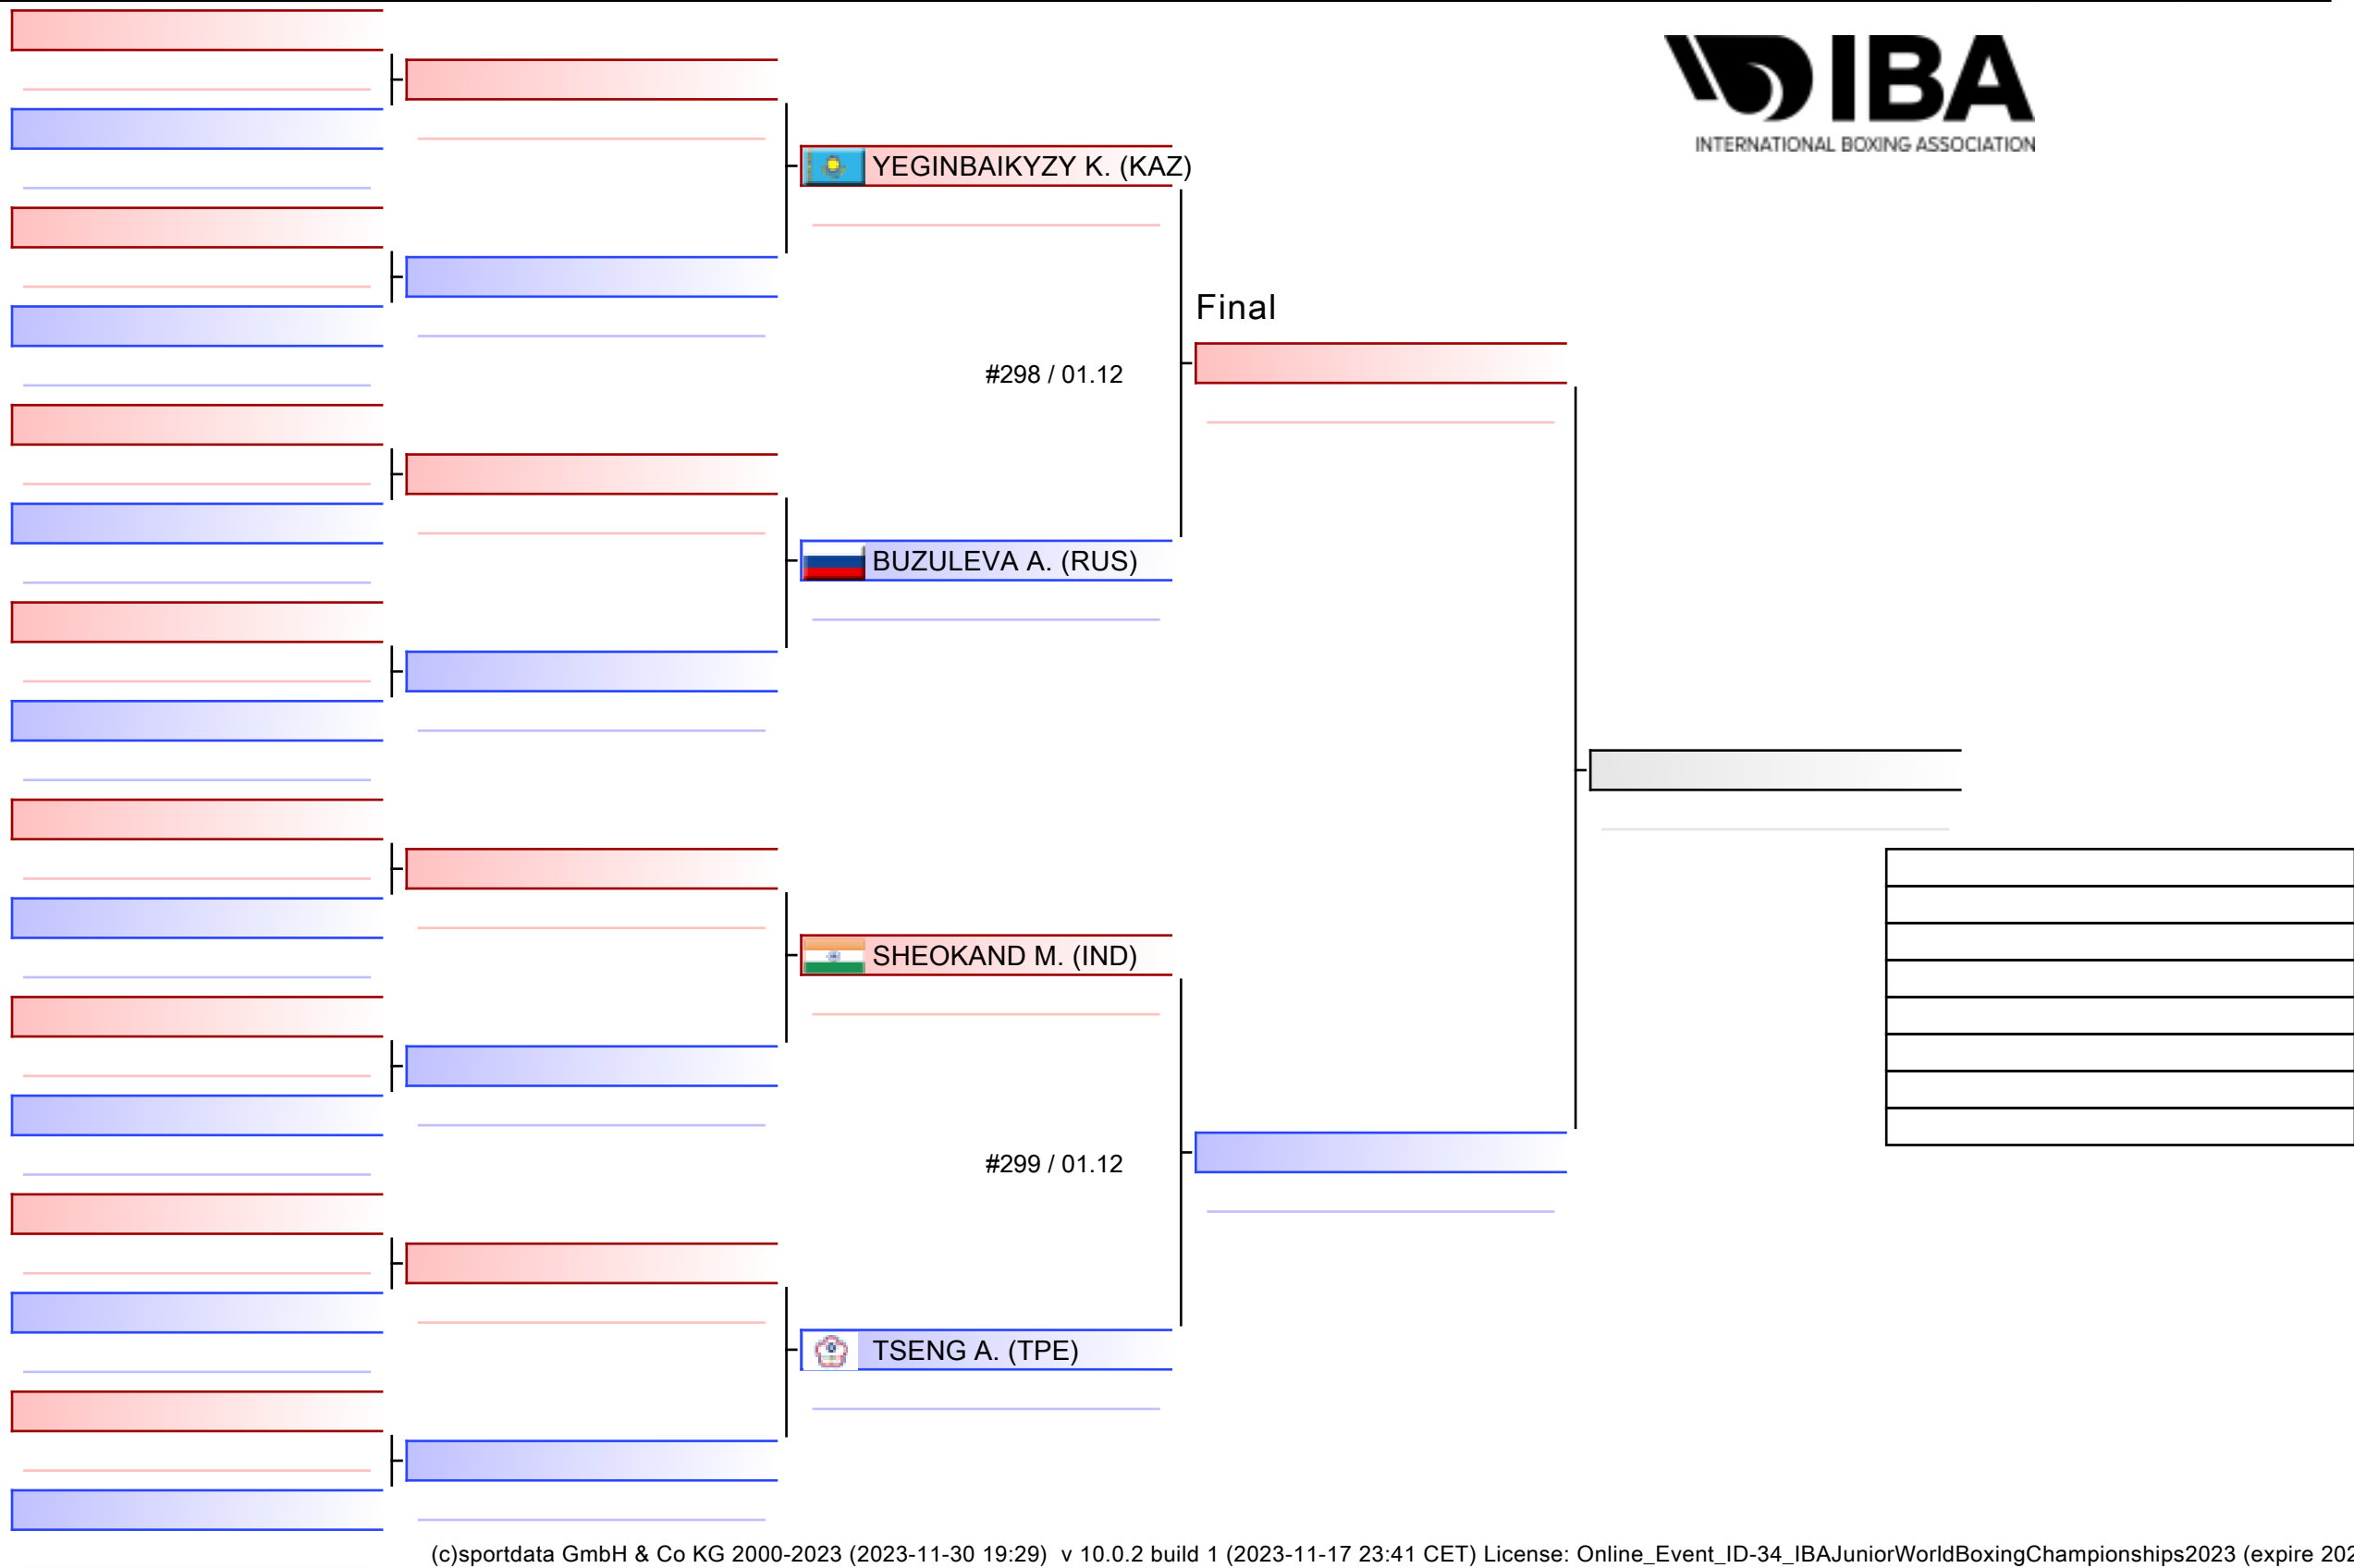 IBA
INTERNATIONAL BOXING ASSOCIATION
YEGINBAIKYZY K. (KAZ)
Final
#298 / 01.12
BUZULEVA A. (RUS)
SHEOKAND M. (IND)
#299 / 01.12
TSENG A. (TPE)
(c)sportdata GmbH & Co KG 2000-2023 (2023-11-30 19:29) v 10.0.2 build 1 (2023-11-17 23:41 CET) License: Online_Event_ID-34_IBAJuniorWorldBoxingChampionships2023 (expire 202